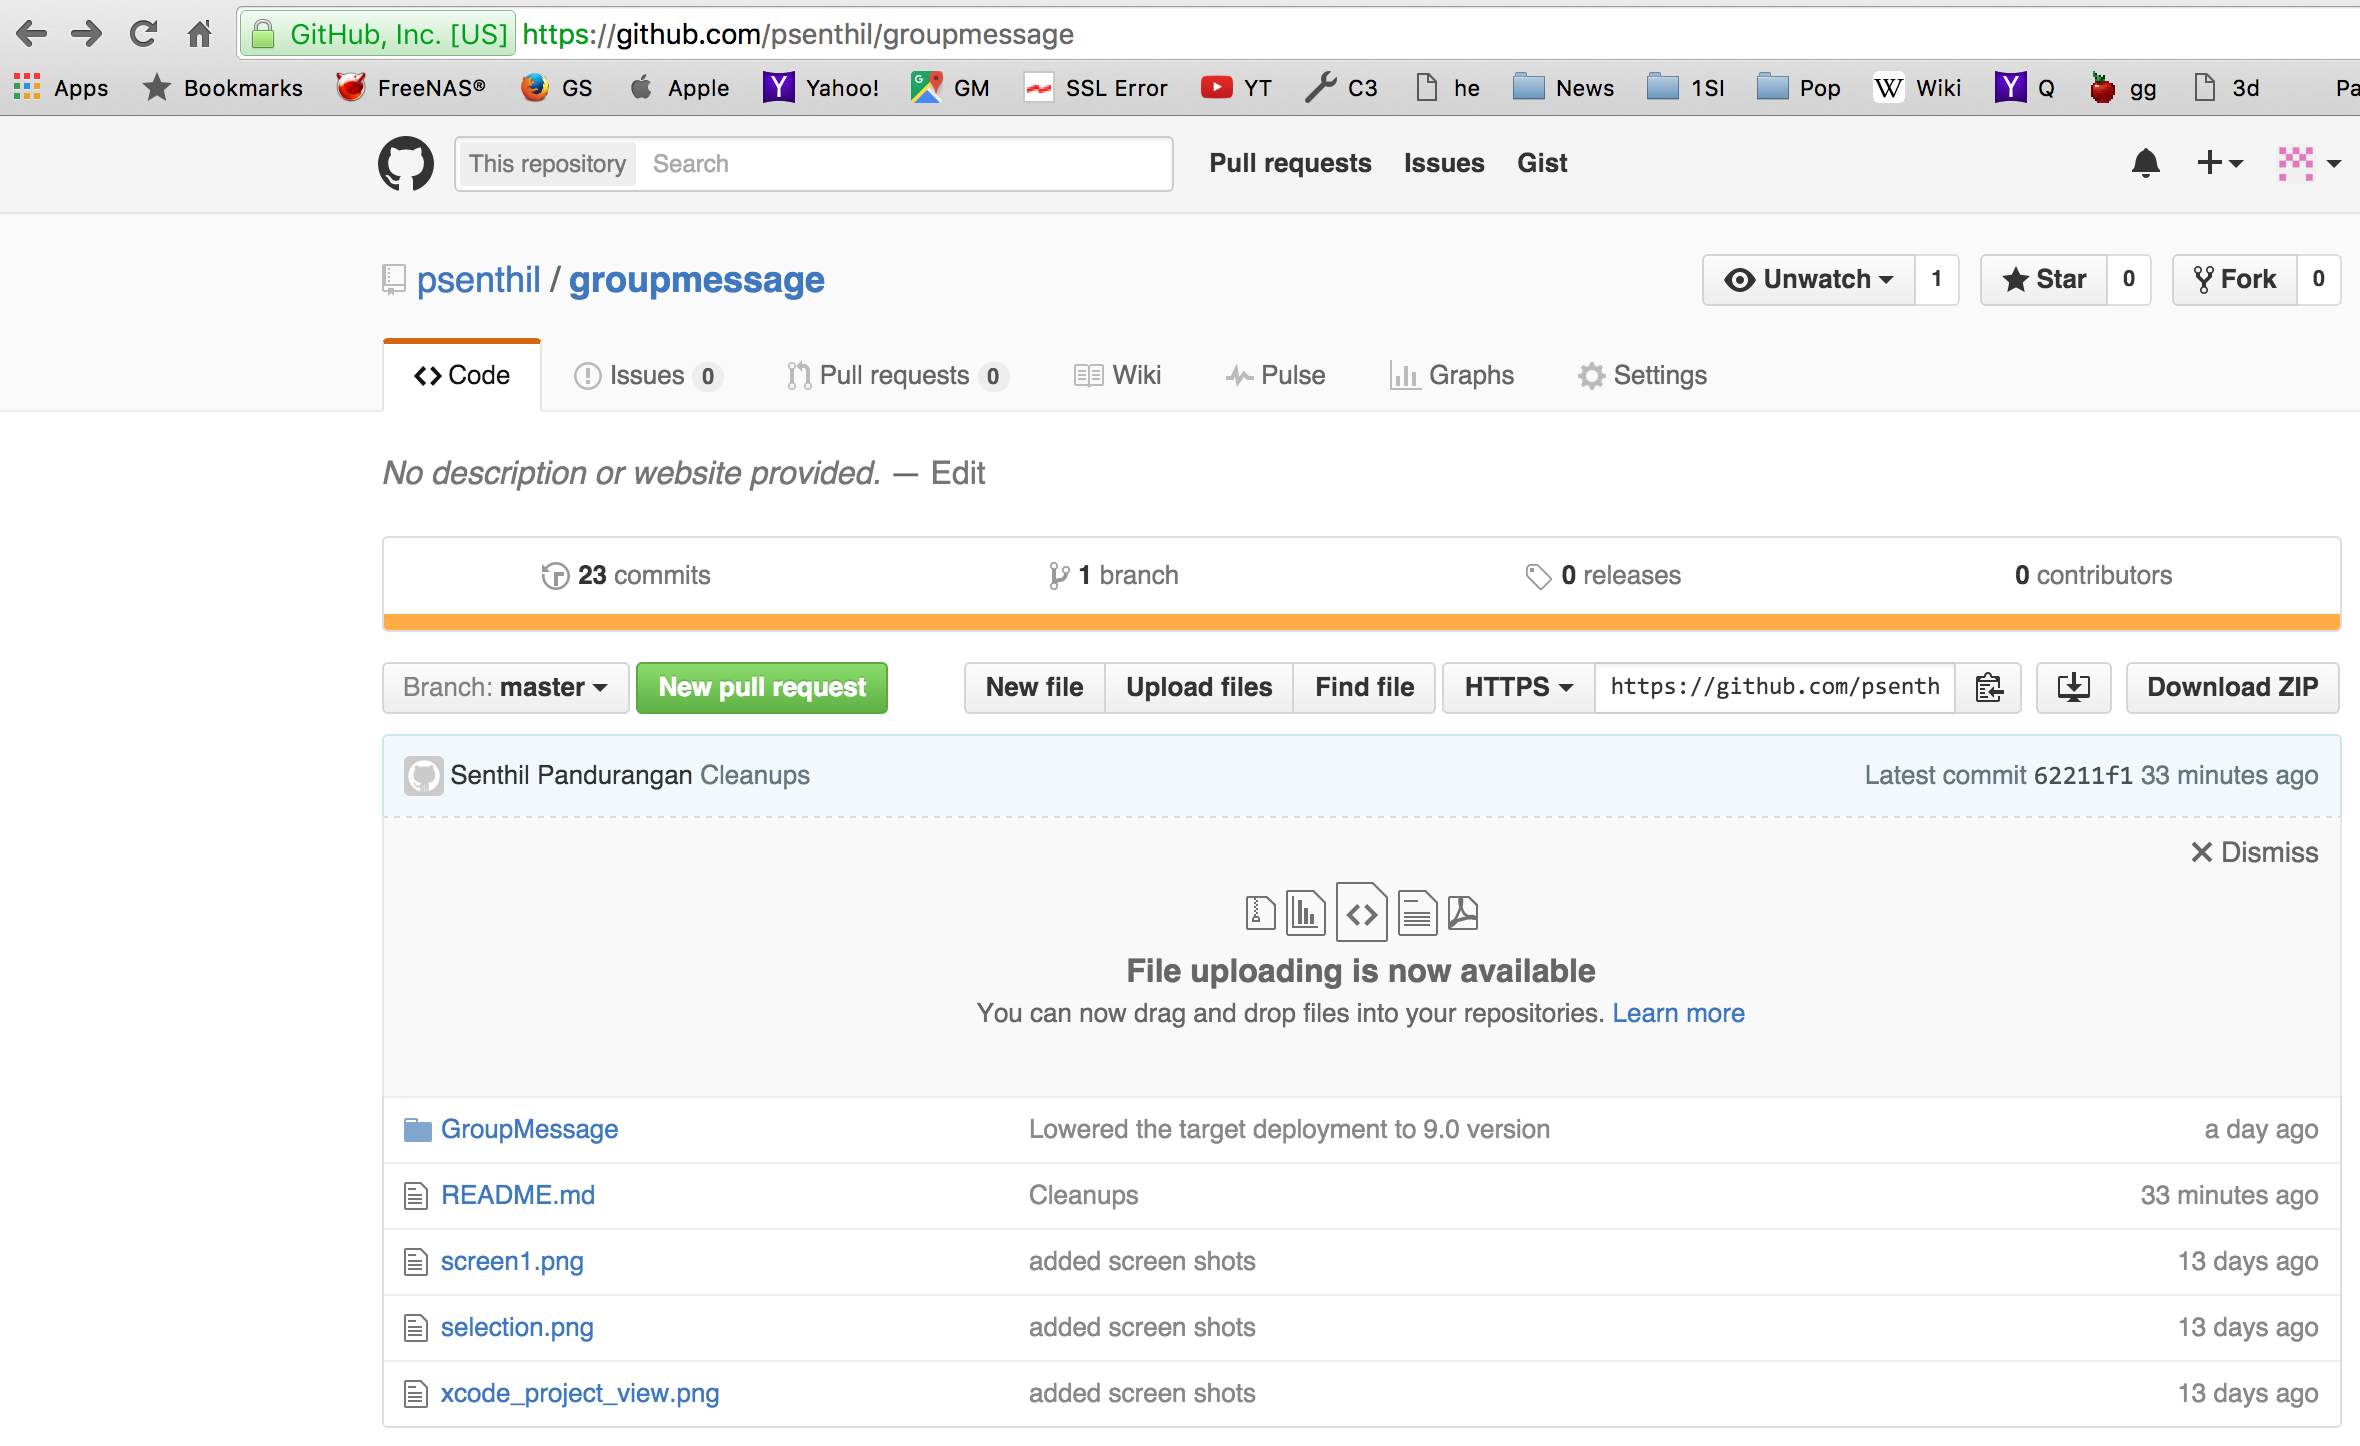 GitHub, Inc. [US] https://github.com/psenthil/groupmessage
Apps Bookmarks FreeNAS® GS Apple Yahoo! GM SSL Error YT C3 he News 1SI Pop Wiki Q gg 3d Pa
This repository Search Pull requests Issues Gist
psenthil / groupmessage Unwatch 1 Star 0 Fork 0
Code Issues 0 Pull requests 0 Wiki Pulse Graphs Settings
No description or website provided. — Edit
23 commits 1 branch 0 releases 0 contributors
Branch: master New pull request New file Upload files Find file HTTPS https://github.com/psenth Download ZIP
Senthil Pandurangan Cleanups Latest commit 62211f1 33 minutes ago
Dismiss
File uploading is now available
You can now drag and drop files into your repositories. Learn more
GroupMessage Lowered the target deployment to 9.0 version a day ago
README.md Cleanups 33 minutes ago
screen1.png added screen shots 13 days ago
selection.png added screen shots 13 days ago
xcode_project_view.png added screen shots 13 days ago